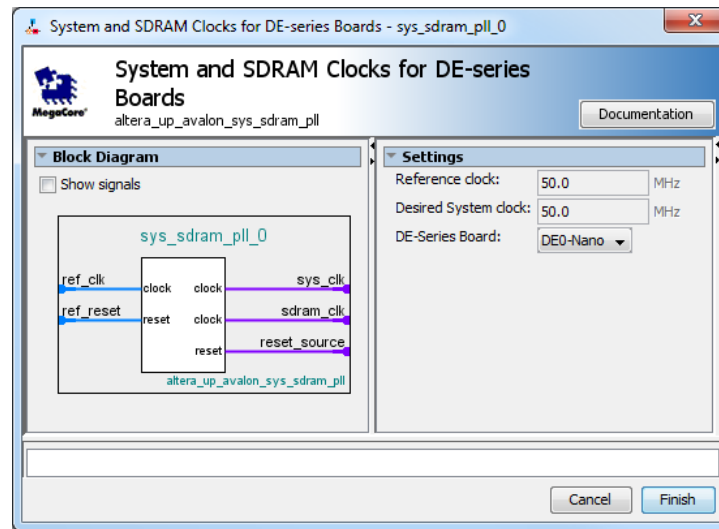 System and SDRAM Clocks for DE-series Boards - sys_sdram_pll_0
System and SDRAM Clocks for DE-series
Boards
altera_up_avalon_sys_sdram_pll
MegaCore®
Documentation
Block Diagram
Show signals
sys_sdram_pll_0
ref_clk
clock
clock
sys_clk
ref_reset
reset
clock
sdram_clk
reset
reset_source
altera_up_avalon_sys_sdram_pll
Settings
Reference clock: 50.0 MHz
Desired System clock: 50.0 MHz
DE-Series Board: DE0-Nano
Cancel
Finish